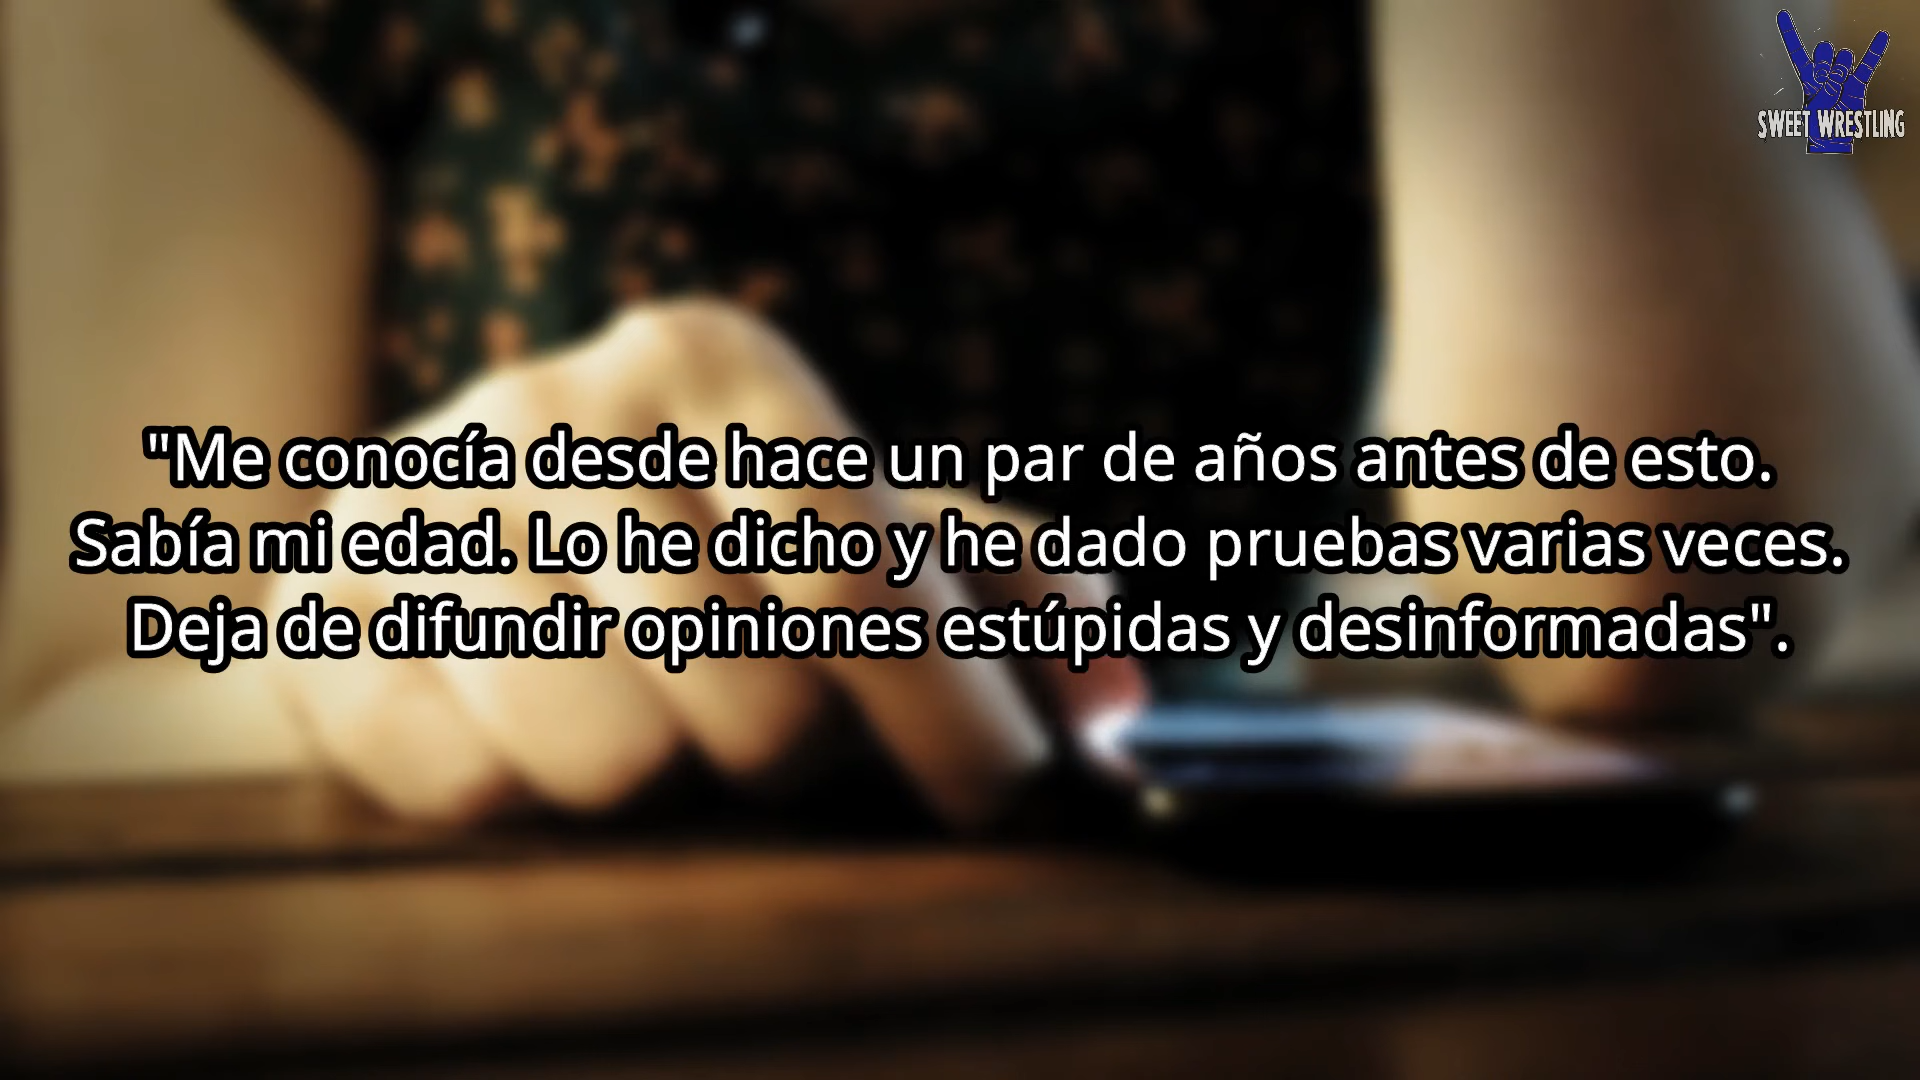 SWEET WRESTLING
"Me conocía desde hace un par de años antes de esto.
Sabía mi edad. Lo he dicho y he dado pruebas varias veces.
Deja de difundir opiniones estúpidas y desinformadas".